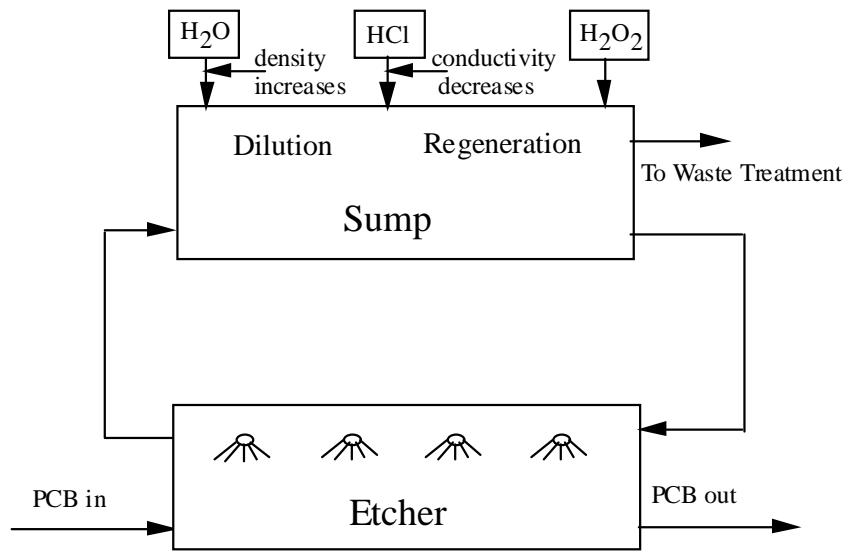 H2O
HCl
H2O2
density
increases
conductivity
decreases
Dilution
Regeneration
To Waste Treatment
Sump
PCB in
PCB out
Etcher